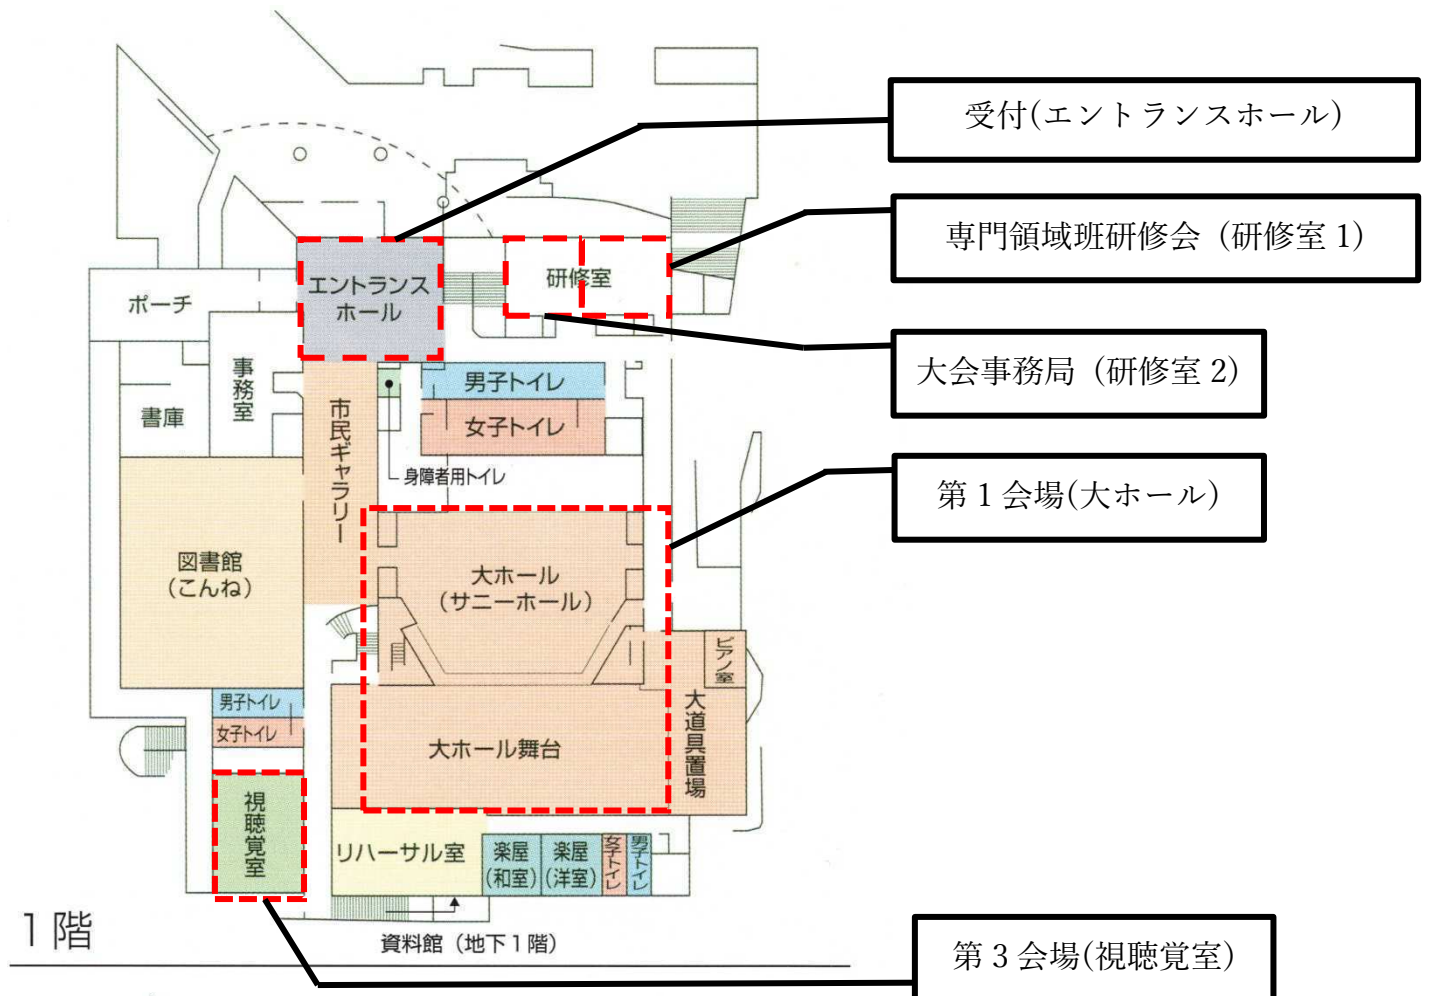 受付(エントランスホール)
専門領域班研修会（研修室1）
大会事務局（研修室2）
第1会場(大ホール)
第3会場(視聴覚室)
エントランス
ホール
研修室
ポーチ
事務室
書庫
男子トイレ
女子トイレ
市民ギャラリー
身障者用トイレ
図書館
（こんね）
大ホール
（サニーホール）
ピアノ室
大道具置場
大ホール舞台
男子トイレ
女子トイレ
視聴覚室
リハーサル室
楽屋
(和室)
楽屋
(洋室)
女子トイレ
男子トイレ
資料館（地下1階）
1階